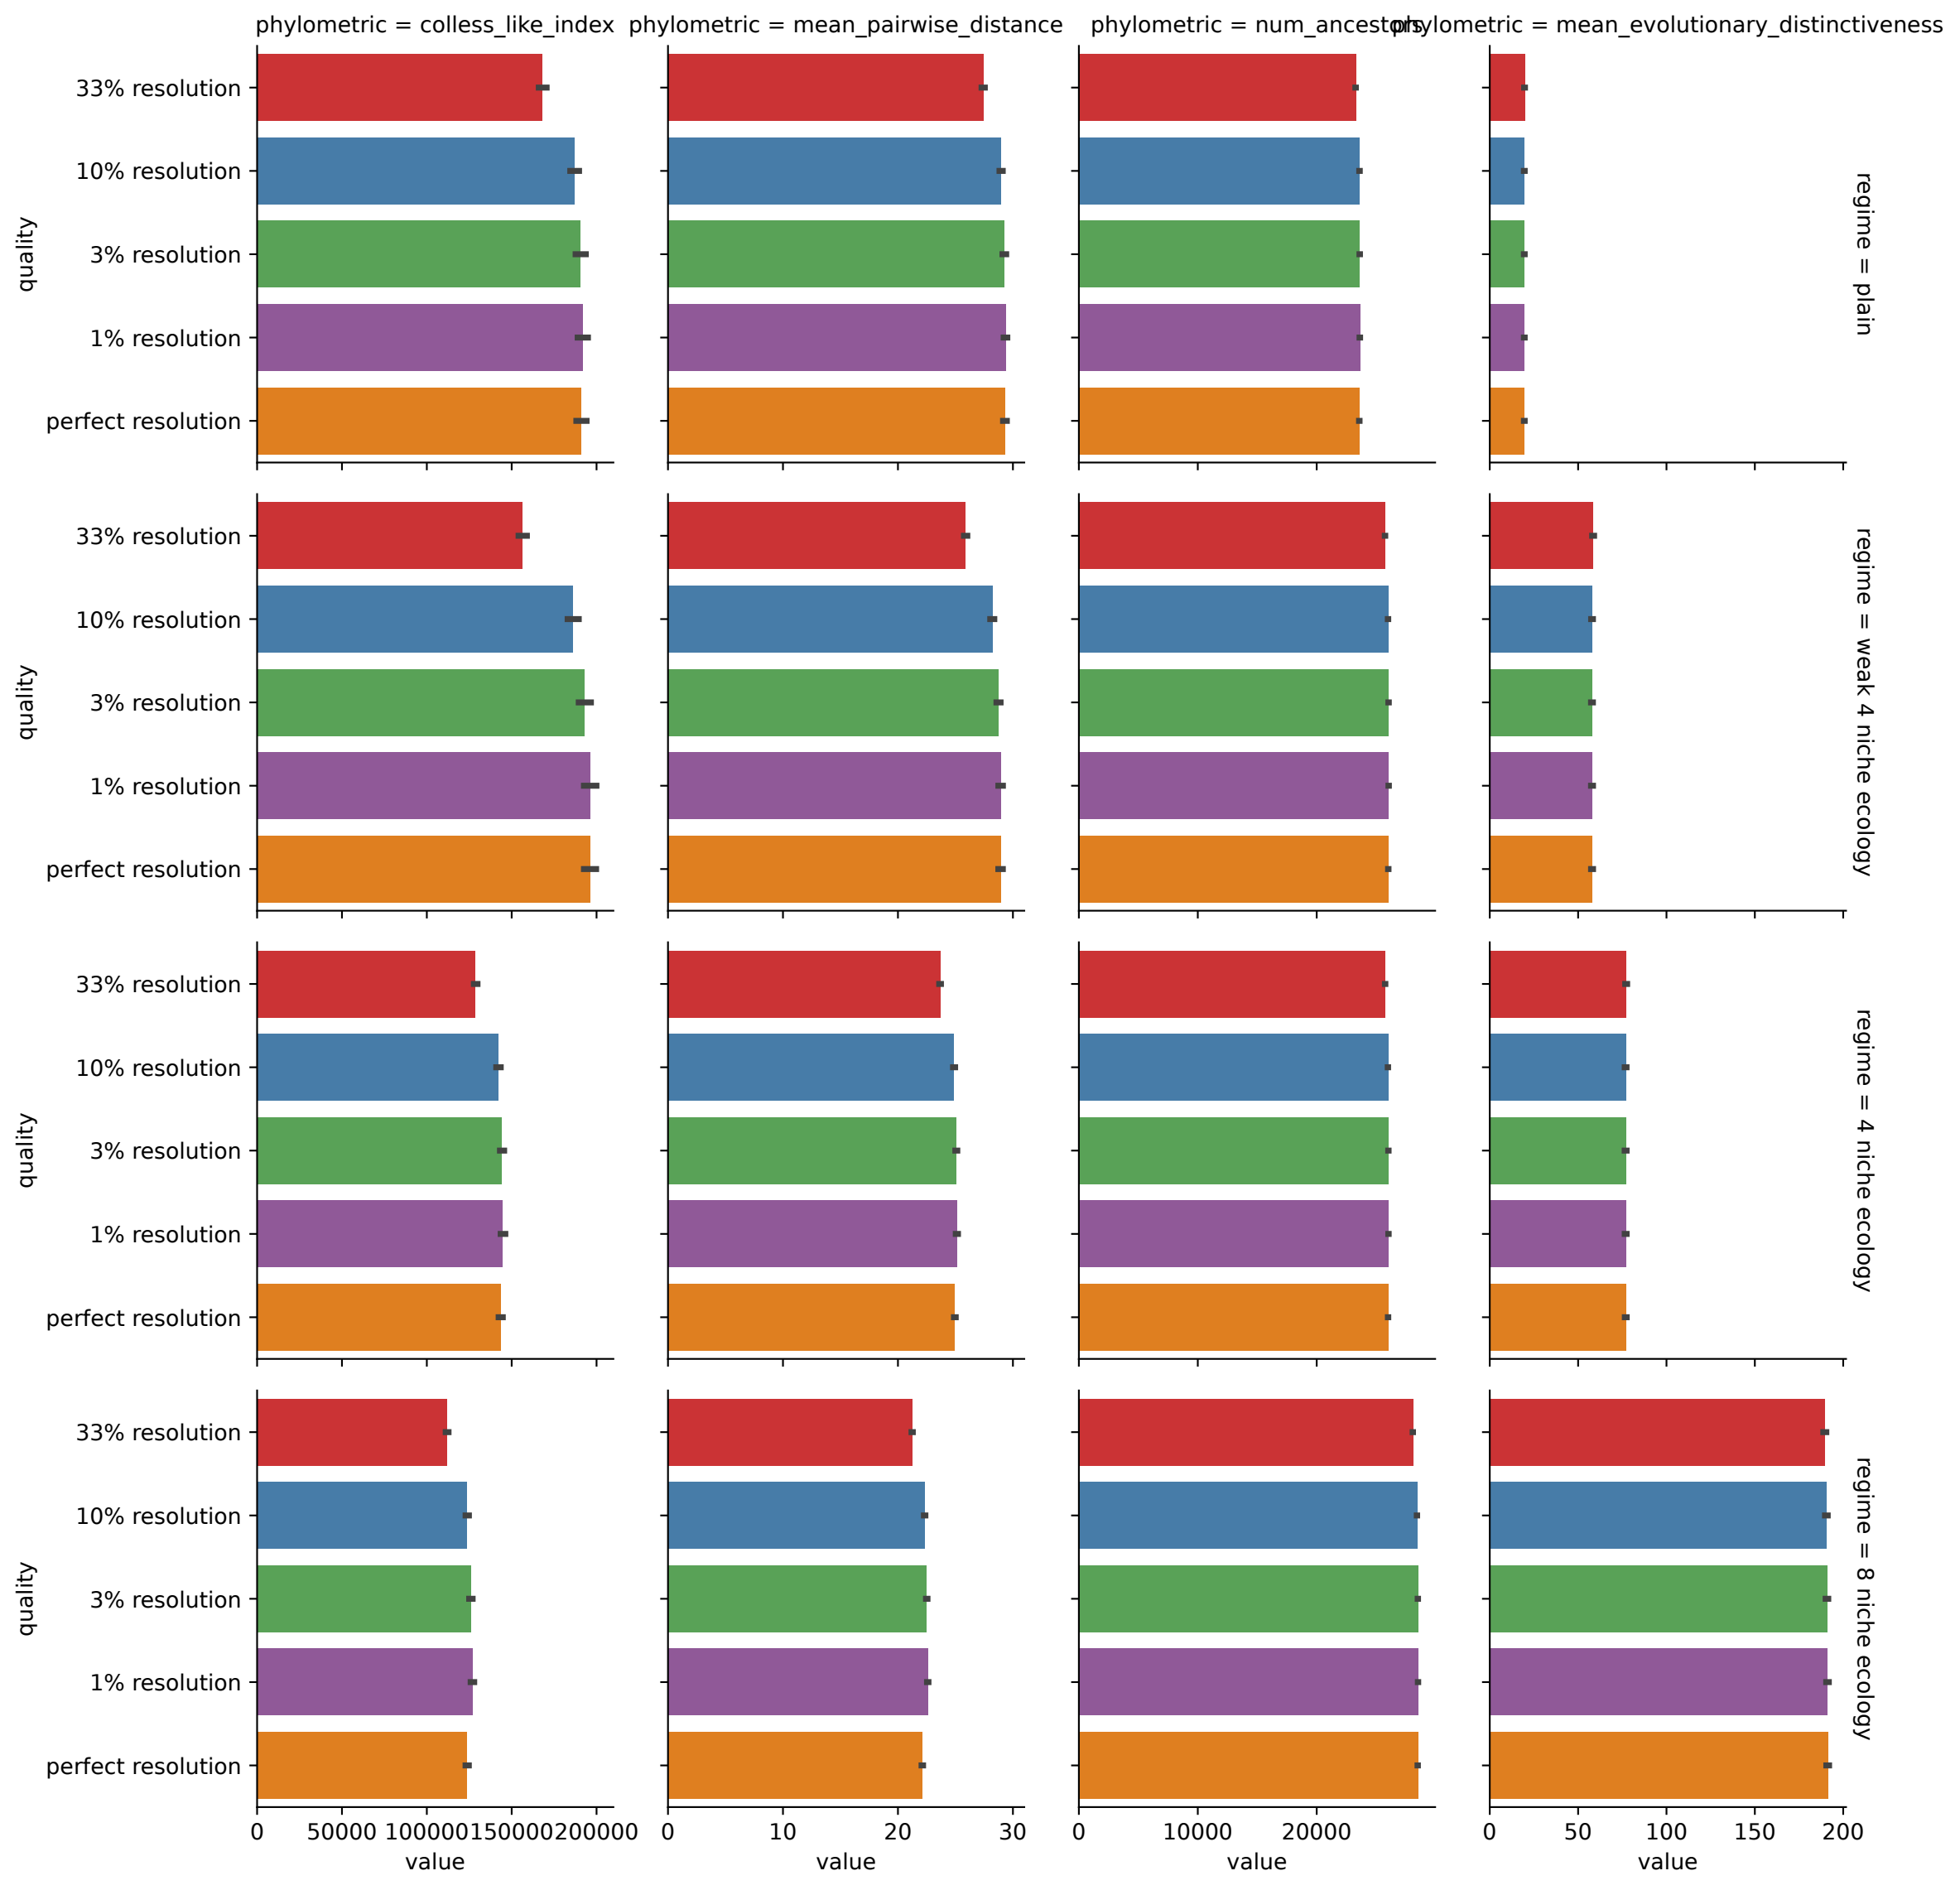 phylometric = colless_like_index
phylometric = mean_pairwise_distance
phylometric = num_ancestors
phylometric = mean_evolutionary_distinctiveness
quality
33% resolution
10% resolution
3% resolution
1% resolution
perfect resolution
regime = plain
quality
33% resolution
10% resolution
3% resolution
1% resolution
perfect resolution
regime = weak 4 niche ecology
quality
33% resolution
10% resolution
3% resolution
1% resolution
perfect resolution
regime = 4 niche ecology
quality
33% resolution
10% resolution
3% resolution
1% resolution
perfect resolution
regime = 8 niche ecology
0 50000 100000 150000 200000
value
0 10 20 30
value
0 10000 20000
value
0 50 100 150 200
value